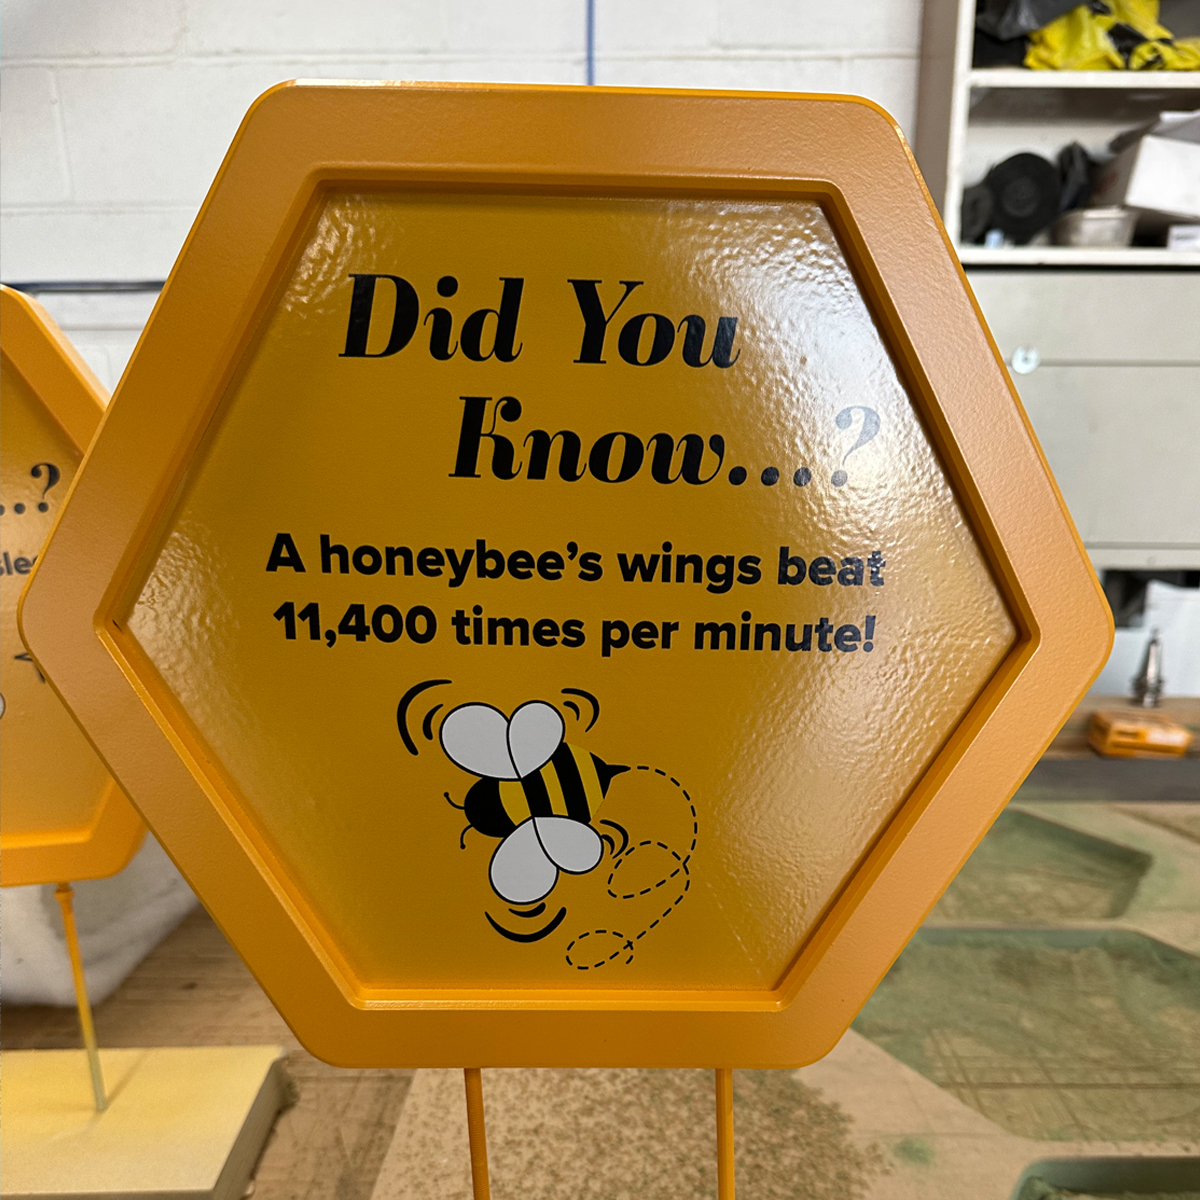 Did You
Know...?
A honeybee's wings beat
11,400 times per minute!
...?